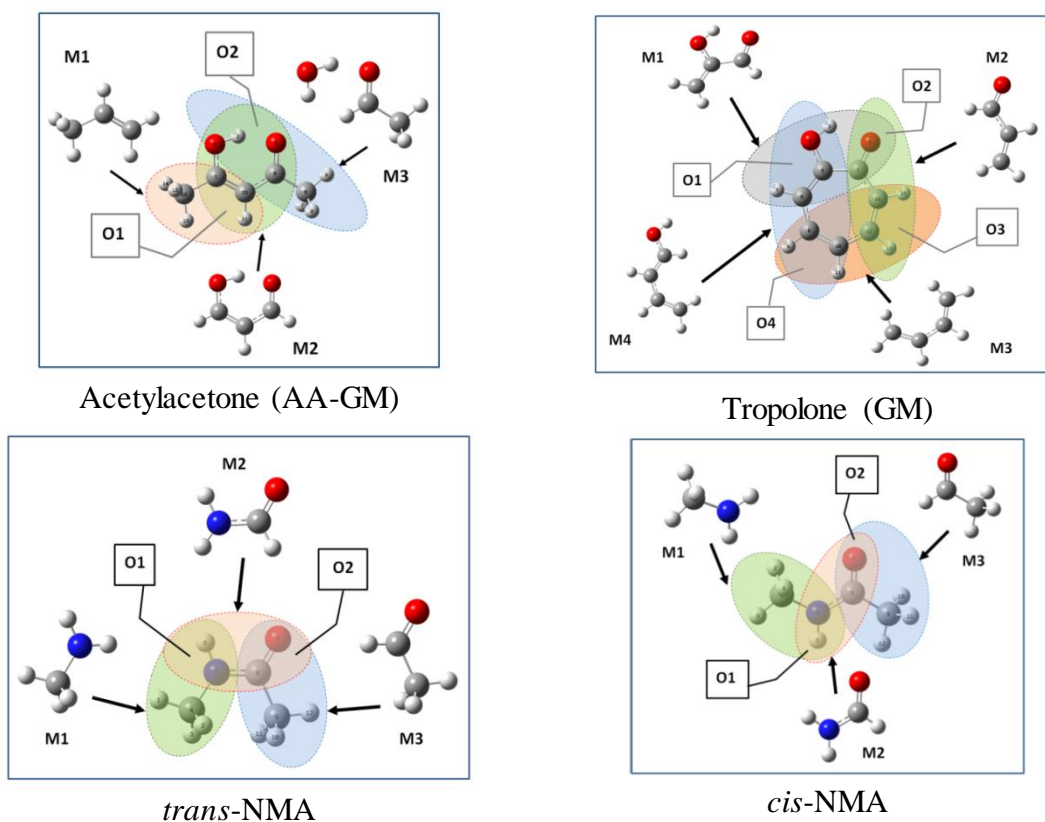 M1
O2
M3
O1
M2
Acetylacetone (AA-GM)
M1
M2
O2
O1
O3
O4
M4
M3
Tropolone (GM)
M2
O1
O2
M1
M3
trans-NMA
O2
M1
M3
O1
M2
cis-NMA